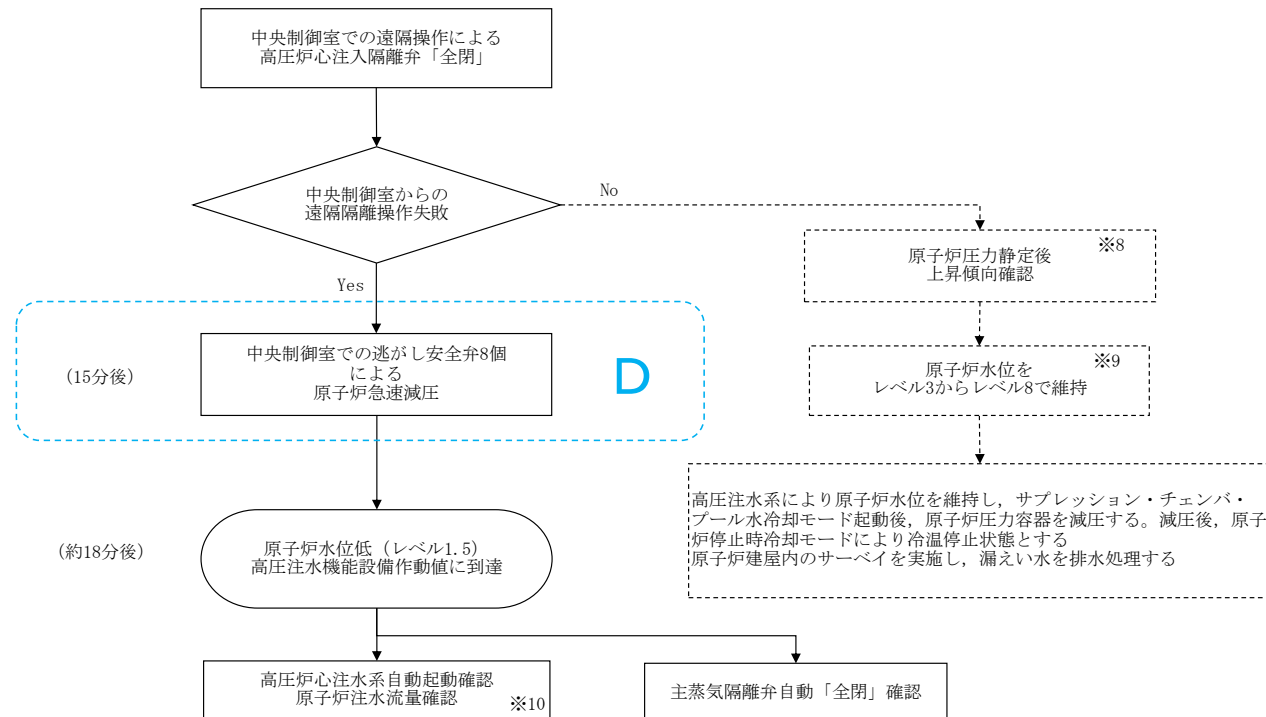 中央制御室での遠隔操作による
高圧炉心注入隔離弁「全閉」
中央制御室からの
遠隔隔離操作失敗
No
Yes
※8
原子炉圧力静定後
上昇傾向確認
(15分後)
中央制御室での逃がし安全弁8個
による
原子炉急速減圧
D
※9
原子炉水位を
レベル3からレベル8で維持
高圧注水系により原子炉水位を維持し，サプレッション・チェンバ・
プール水冷却モード起動後，原子炉圧力容器を減圧する。減圧後，原子
炉停止時冷却モードにより冷温停止状態とする
原子炉建屋内のサーベイを実施し，漏えい水を排水処理する
(約18分後)
原子炉水位低（レベル1.5）
高圧注水機能設備作動値に到達
高圧炉心注水系自動起動確認
原子炉注水流量確認
※10
主蒸気隔離弁自動「全閉」確認